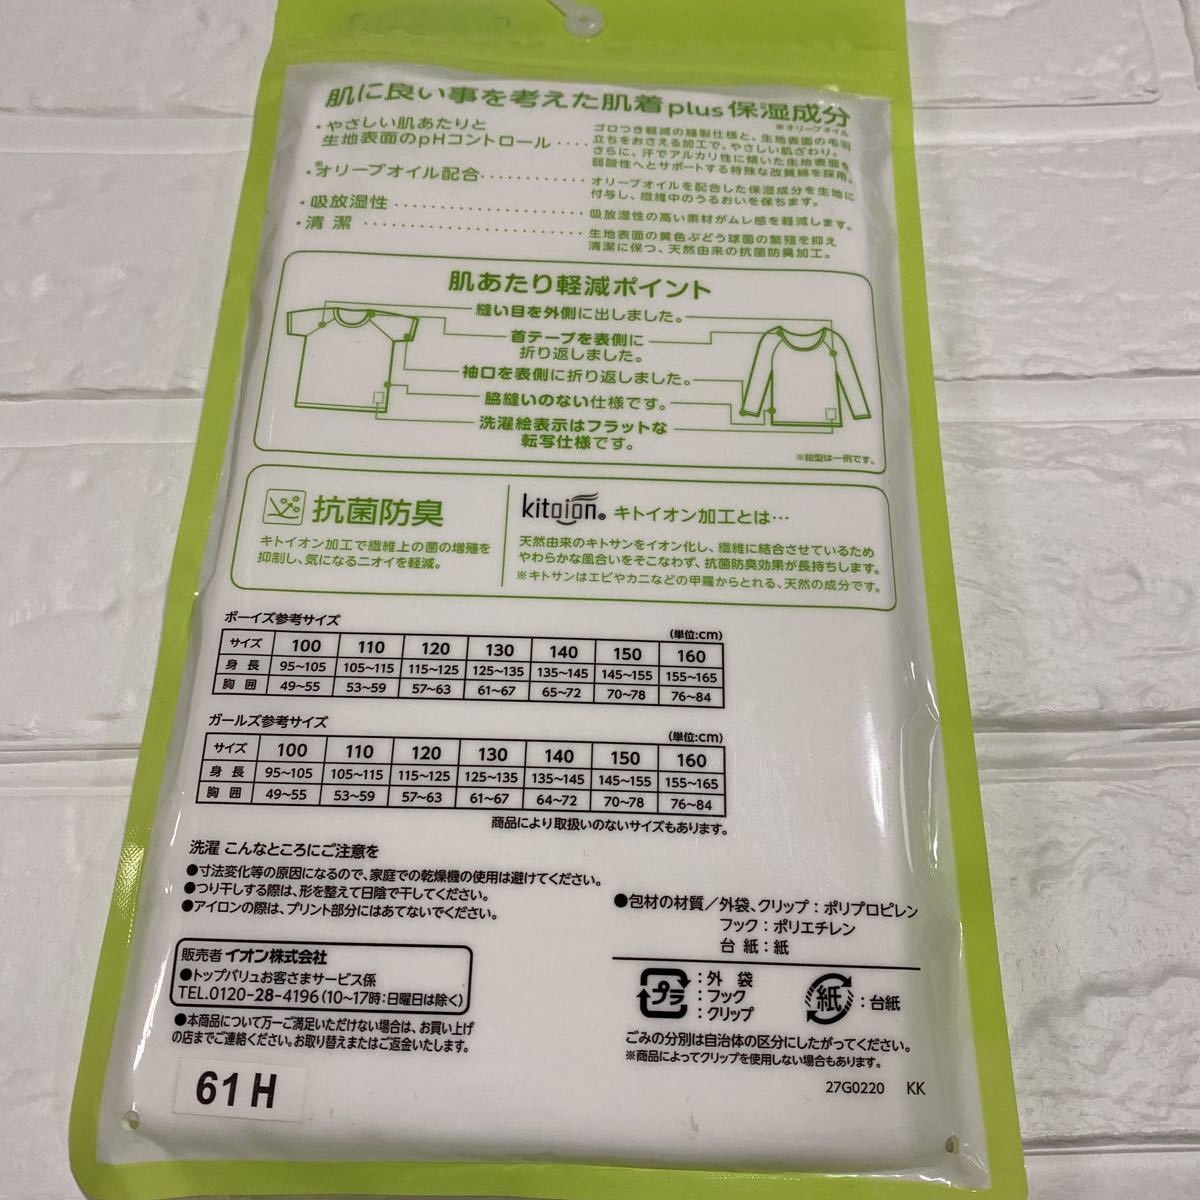 肌に良い事を考えた肌着plus保湿成分
※オリーブオイル
・やさしい肌あたりと
生地表面のpHコントロール‥‥
ゴロつき軽減の縫製仕様と、生地表面の毛羽
立ちをおさえる加工で、やさしい肌ざわり。
さらに、汗でアルカリ性に傾いた生地表面を
弱酸性へとサポートする特殊な改質綿を採用。
・※オリーブオイル配合‥‥‥‥‥‥
オリーブオイルを配合した保湿成分を生地に
付与し、繊維中のうるおいを保ちます。
・吸放湿性‥‥‥‥‥‥‥‥‥‥‥
吸放湿性の高い素材がムレ感を軽減します。
・清 潔‥‥‥‥‥‥‥‥‥‥‥‥
生地表面の黄色ぶどう球菌の繁殖を抑え
清潔に保つ、天然由来の抗菌防臭加工。
肌あたり軽減ポイント
縫い目を外側に出しました。
首テープを表側に
折り返しました。
袖口を表側に折り返しました。
脇縫いのない仕様です。
洗濯絵表示はフラットな
転写仕様です。
※絵型は一例です。
抗菌防臭
キトイオン加工で繊維上の菌の増殖を
抑制し、気になるニオイを軽減。
kitoion® キトイオン加工とは…
天然由来のキトサンをイオン化し、繊維に結合させているため
やわらかな風合いをそこなわず、抗菌防臭効果が長持ちします。
※キトサンはエビやカニなどの甲羅からとれる、天然の成分です。
ボーイズ参考サイズ
(単位:cm)
サイズ 100 110 120 130 140 150 160
身 長 95〜105 105〜115 115〜125 125〜135 135〜145 145〜155 155〜165
胸 囲 49〜55 53〜59 57〜63 61〜67 65〜72 70〜78 76〜84
ガールズ参考サイズ
(単位:cm)
サイズ 100 110 120 130 140 150 160
身 長 95〜105 105〜115 115〜125 125〜135 135〜145 145〜155 155〜165
胸 囲 49〜55 53〜59 57〜63 61〜67 64〜72 70〜78 76〜84
商品により取扱いのないサイズもあります。
洗濯 こんなところにご注意を
●寸法変化等の原因になるので、家庭での乾燥機の使用は避けてください。
●つり干しする際は、形を整えて日陰で干してください。
●アイロンの際は、プリント部分にはあてないでください。
販売者 イオン株式会社
●トップバリュお客さまサービス係
TEL.0120-28-4196(10〜17時:日曜日は除く)
●本商品について万一ご満足いただけない場合は、お買い上げ
の店までご連絡ください。お取り替えまたはご返金いたします。
61H
●包材の材質/外袋、クリップ:ポリプロピレン
フック:ポリエチレン
台 紙:紙
プラ
:外 袋
:フック
:クリップ
紙
:台紙
ごみの分別は自治体の区分にしたがってください。
※商品によってクリップを使用しない場合もあります。
27G0220 KK